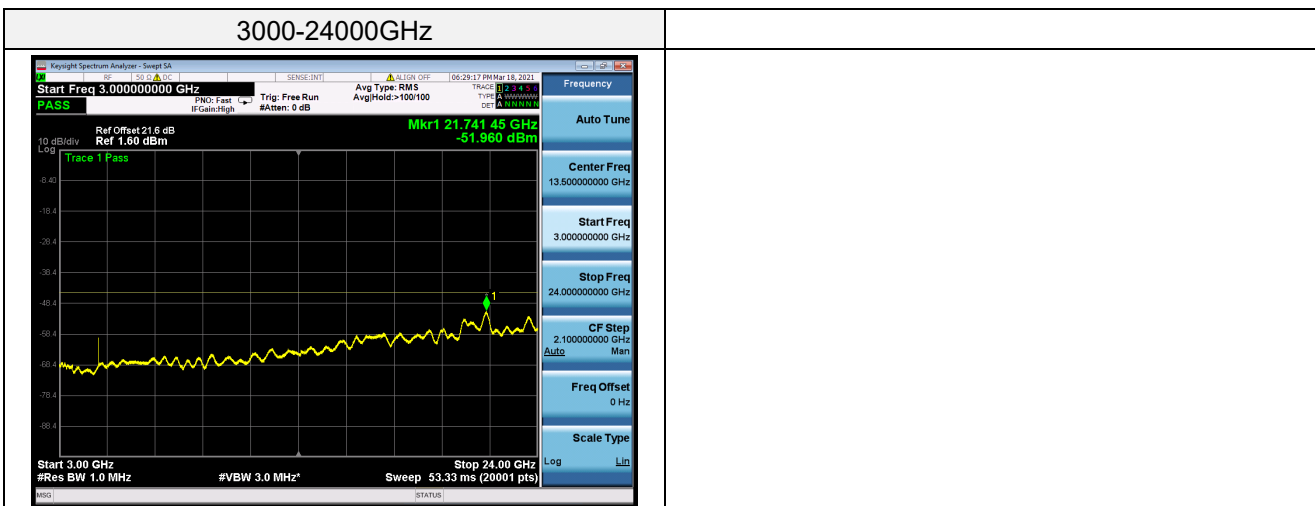 3000-24000GHz
Keysight Spectrum Analyzer - Swept SA
RF 50 Ω DC SENSE:INT ALIGN OFF 06:29:17 PM Mar 18, 2021
Start Freq 3.000000000 GHz
PASS
PNO: Fast
IFGain:High
Trig: Free Run
#Atten: 0 dB
Avg Type: RMS
Avg|Hold:>100/100
TRACE 1 2 3 4 5 6
TYPE A WWWWW
DET A N N N N N
Frequency
Auto Tune
Center Freq
13.500000000 GHz
Start Freq
3.000000000 GHz
Stop Freq
24.000000000 GHz
CF Step
2.100000000 GHz
Auto Man
Freq Offset
0 Hz
Scale Type
Log Lin
Mkr1 21.741 45 GHz
-51.960 dBm
Ref Offset 21.6 dB
10 dB/div Ref 1.60 dBm
Log
Trace 1 Pass
-8.40
-18.4
-28.4
-38.4
-48.4
-58.4
-68.4
-78.4
-88.4
1
Start 3.00 GHz Stop 24.00 GHz
#Res BW 1.0 MHz #VBW 3.0 MHz* Sweep 53.33 ms (20001 pts)
MSG STATUS